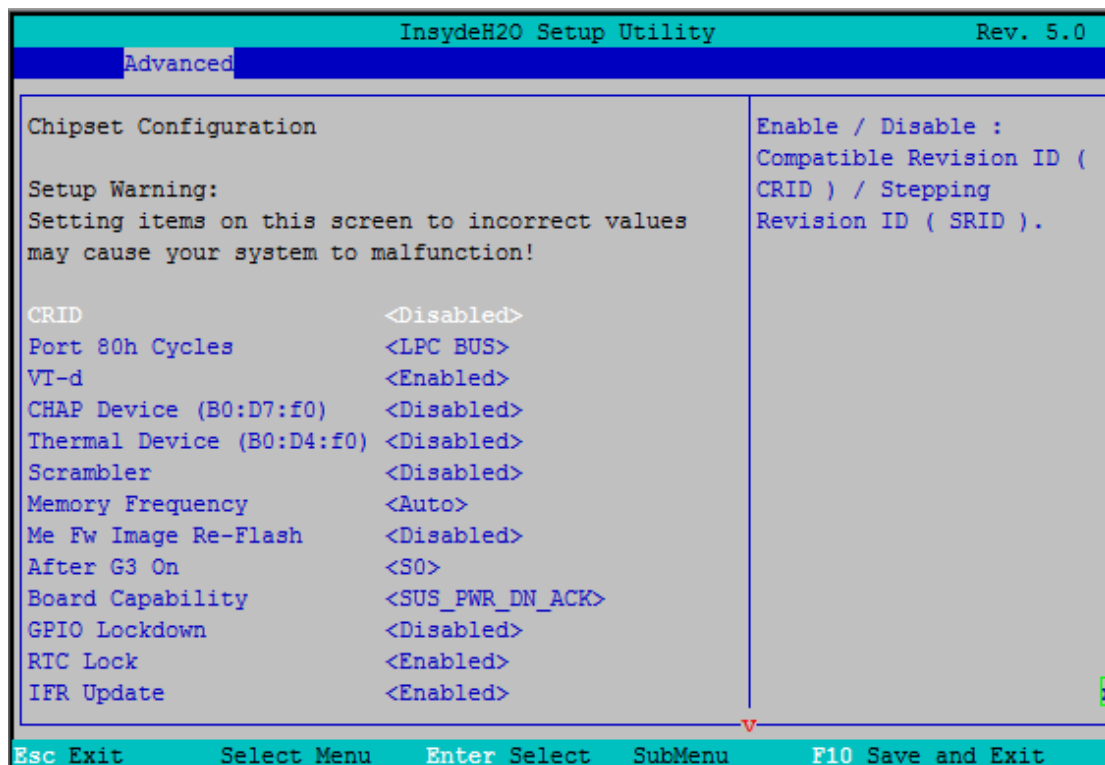 InsydeH2O Setup Utility Rev. 5.0
Advanced
Chipset Configuration
Setup Warning:
Setting items on this screen to incorrect values
may cause your system to malfunction!
CRID <Disabled>
Port 80h Cycles <LPC BUS>
VT-d <Enabled>
CHAP Device (B0:D7:f0) <Disabled>
Thermal Device (B0:D4:f0) <Disabled>
Scrambler <Disabled>
Memory Frequency <Auto>
Me Fw Image Re-Flash <Disabled>
After G3 On <S0>
Board Capability <SUS_PWR_DN_ACK>
GPIO Lockdown <Disabled>
RTC Lock <Enabled>
IFR Update <Enabled>
Enable / Disable :
Compatible Revision ID (
CRID ) / Stepping
Revision ID ( SRID ).
v
Esc Exit Select Menu Enter Select SubMenu F10 Save and Exit